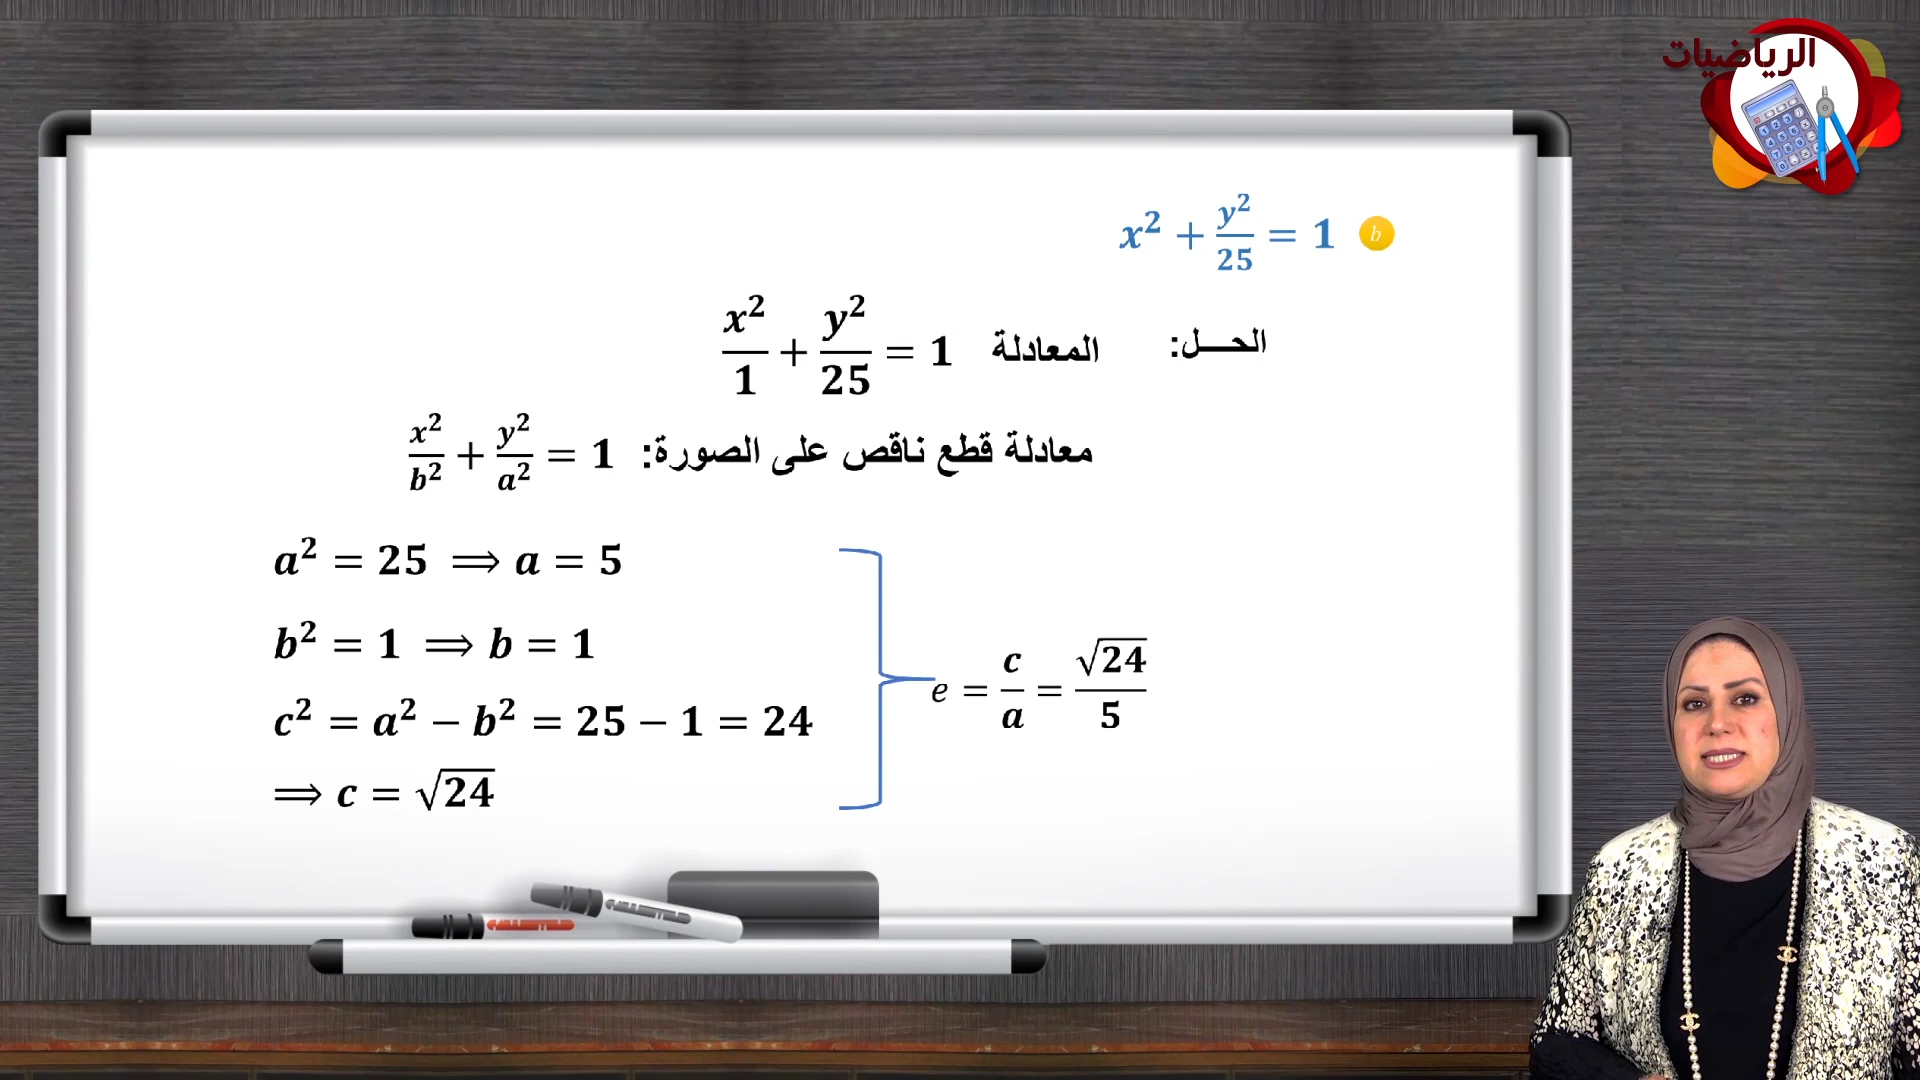 الرياضيات
b x² + y²/25 = 1
الحـــل: المعادلة x²/1 + y²/25 = 1
معادلة قطع ناقص على الصورة: x²/b² + y²/a² = 1
a² = 25 ⟹ a = 5
b² = 1 ⟹ b = 1
c² = a² − b² = 25 − 1 = 24
⟹ c = √24
e = c/a = √24/5